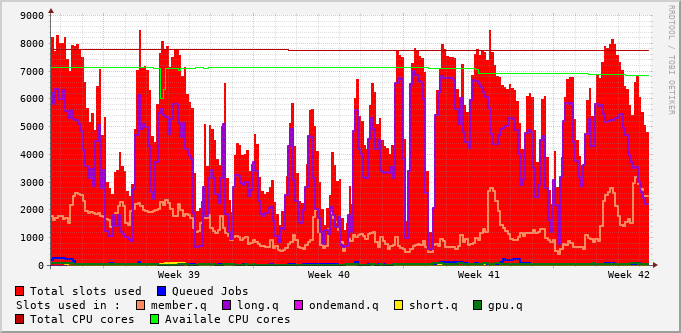 RRDTOOL / TOBI OETIKER
9000
8000
7000
6000
5000
4000
3000
2000
1000
0
Week 39 Week 40 Week 41 Week 42
Total slots used Queued Jobs
Slots used in : member.q long.q ondemand.q short.q gpu.q
Total CPU cores Availale CPU cores